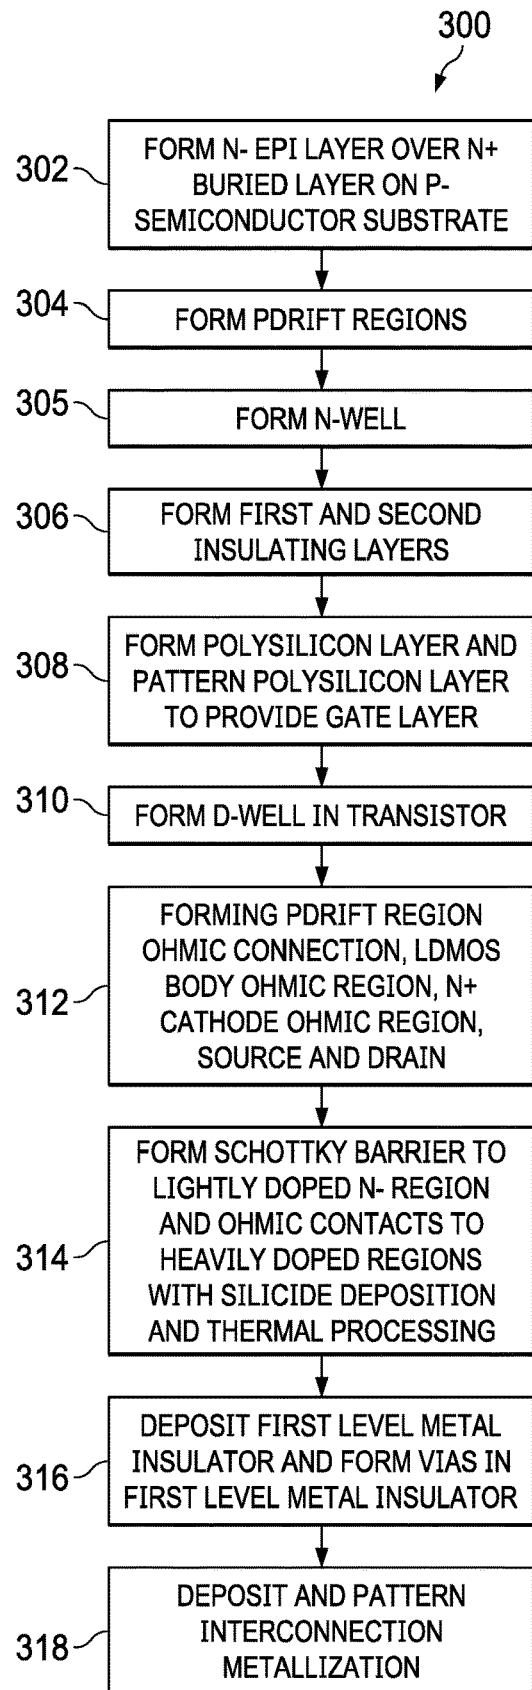 300
302
FORM N- EPI LAYER OVER N+
BURIED LAYER ON P-
SEMICONDUCTOR SUBSTRATE
304
FORM PDRIFT REGIONS
305
FORM N-WELL
306
FORM FIRST AND SECOND
INSULATING LAYERS
308
FORM POLYSILICON LAYER AND
PATTERN POLYSILICON LAYER
TO PROVIDE GATE LAYER
310
FORM D-WELL IN TRANSISTOR
312
FORMING PDRIFT REGION
OHMIC CONNECTION, LDMOS
BODY OHMIC REGION, N+
CATHODE OHMIC REGION,
SOURCE AND DRAIN
314
FORM SCHOTTKY BARRIER TO
LIGHTLY DOPED N- REGION
AND OHMIC CONTACTS TO
HEAVILY DOPED REGIONS
WITH SILICIDE DEPOSITION
AND THERMAL PROCESSING
316
DEPOSIT FIRST LEVEL METAL
INSULATOR AND FORM VIAS IN
FIRST LEVEL METAL INSULATOR
318
DEPOSIT AND PATTERN
INTERCONNECTION
METALLIZATION